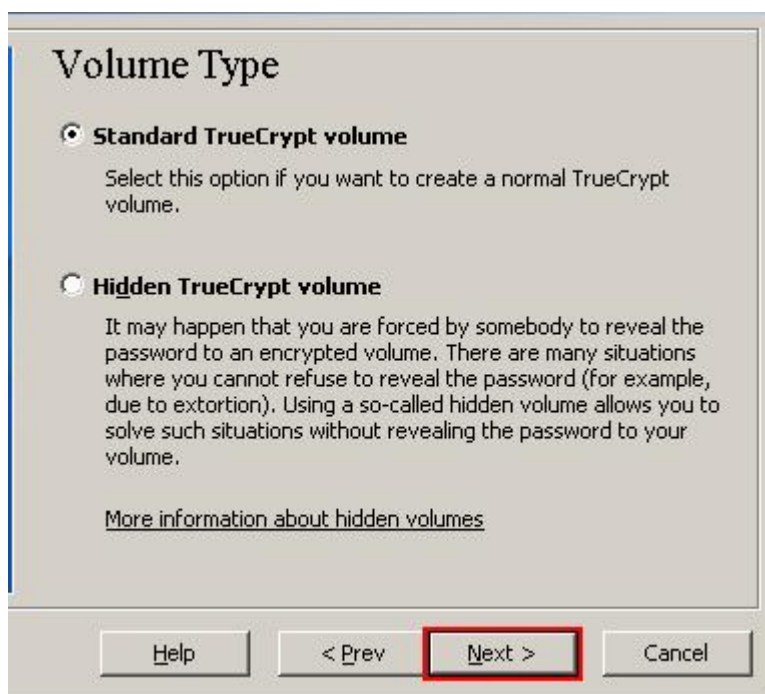 Volume Type
Standard TrueCrypt volume
Select this option if you want to create a normal TrueCrypt
volume.
Hidden TrueCrypt volume
It may happen that you are forced by somebody to reveal the
password to an encrypted volume. There are many situations
where you cannot refuse to reveal the password (for example,
due to extortion). Using a so-called hidden volume allows you to
solve such situations without revealing the password to your
volume.
More information about hidden volumes
Help < Prev Next > Cancel